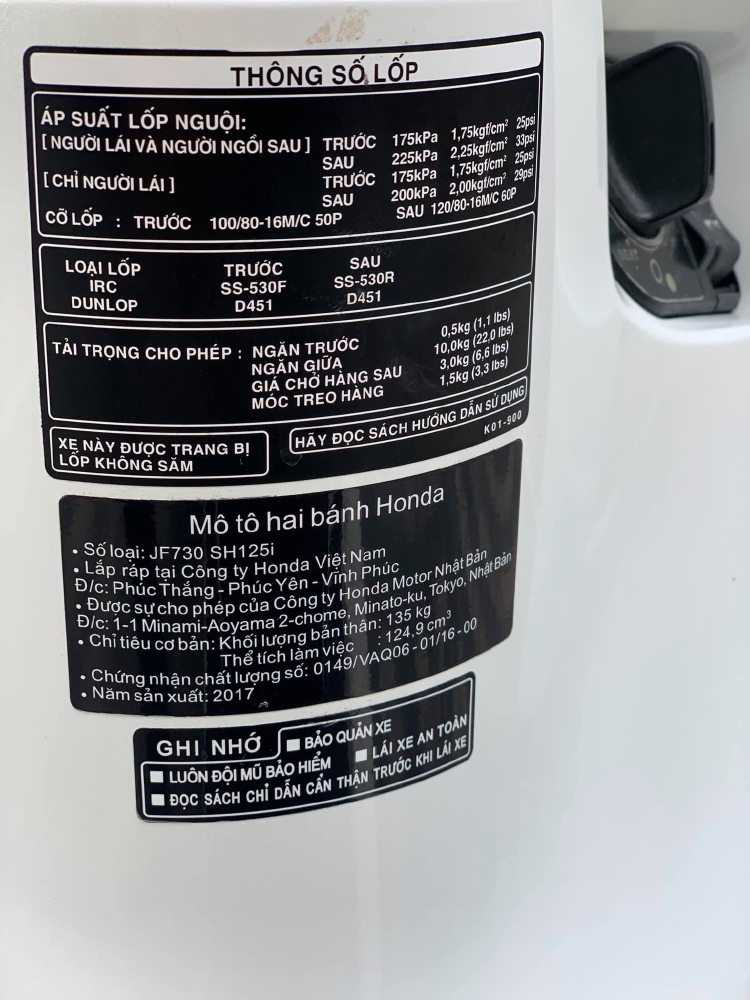 THÔNG SỐ LỐP
ÁP SUẤT LỐP NGUỘI:
[ NGƯỜI LÁI VÀ NGƯỜI NGỒI SAU ] TRƯỚC 175kPa 1,75kgf/cm² 25psi
SAU 225kPa 2,25kgf/cm² 33psi
[ CHỈ NGƯỜI LÁI ] TRƯỚC 175kPa 1,75kgf/cm² 25psi
SAU 200kPa 2,00kgf/cm² 29psi
CỠ LỐP : TRƯỚC 100/80-16M/C 50P SAU 120/80-16M/C 60P
LOẠI LỐP TRƯỚC SAU
IRC SS-530F SS-530R
DUNLOP D451 D451
TẢI TRỌNG CHO PHÉP : NGĂN TRƯỚC 0,5kg (1,1 lbs)
NGĂN GIỮA 10,0kg (22,0 lbs)
GIÁ CHỞ HÀNG SAU 3,0kg (6,6 lbs)
MÓC TREO HÀNG 1,5kg (3,3 lbs)
XE NÀY ĐƯỢC TRANG BỊ
LỐP KHÔNG SĂM
HÃY ĐỌC SÁCH HƯỚNG DẪN SỬ DỤNG
K01-900
Mô tô hai bánh Honda
• Số loại: JF730 SH125i
• Lắp ráp tại Công ty Honda Việt Nam
Đ/c: Phúc Thắng - Phúc Yên - Vĩnh Phúc
• Được sự cho phép của Công ty Honda Motor Nhật Bản
Đ/c: 1-1 Minami-Aoyama 2-chome, Minato-ku, Tokyo, Nhật Bản
• Chỉ tiêu cơ bản: Khối lượng bản thân: 135 kg
Thể tích làm việc : 124.9 cm³
• Chứng nhận chất lượng số: 0149/VAQ06-01/16-00
• Năm sản xuất: 2017
GHI NHỚ
■ BẢO QUẢN XE
■ LUÔN ĐỘI MŨ BẢO HIỂM ■ LÁI XE AN TOÀN
■ ĐỌC SÁCH CHỈ DẪN CẨN THẬN TRƯỚC KHI LÁI XE
SEAT